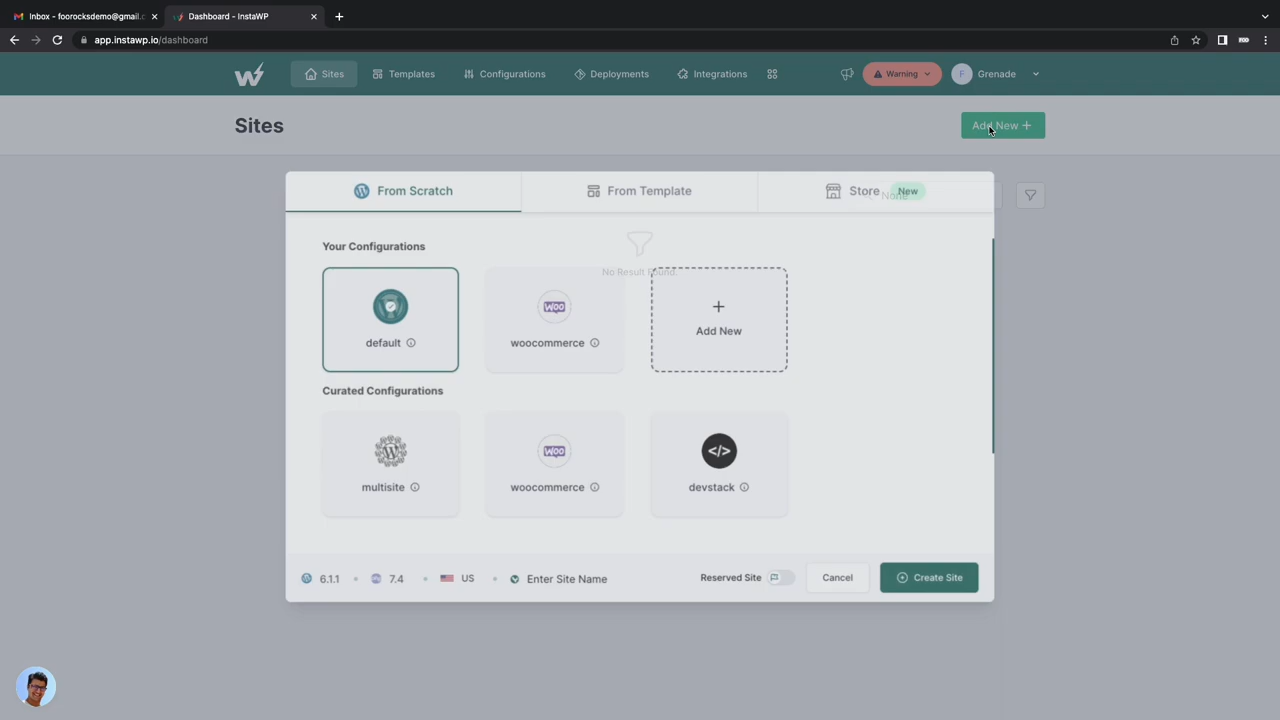 Inbox - foorocksdemo@gmail.c
Dashboard - InstaWP
app.instawp.io/dashboard
Sites
Templates
Configurations
Deployments
Integrations
Warning
F
Grenade
Sites
Add New +
From Scratch
From Template
Store
New
None
Your Configurations
No Result Found.
default
woocommerce
Add New
Curated Configurations
multisite
woocommerce
devstack
6.1.1
7.4
US
Enter Site Name
Reserved Site
Cancel
Create Site